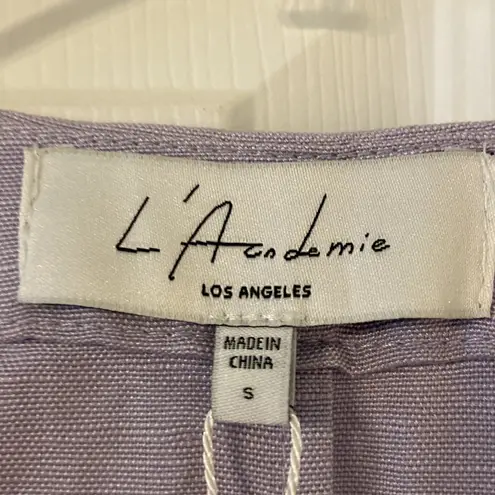 L'Academie
LOS ANGELES
MADE IN
CHINA
S